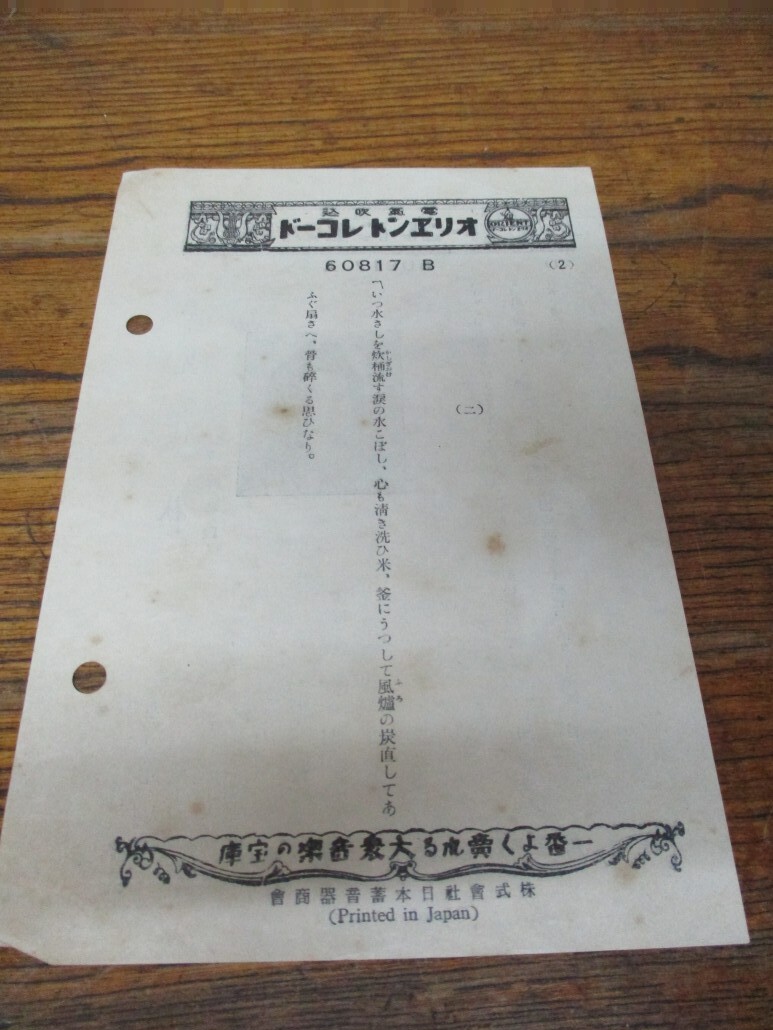 電氣吹込
オリヱントレコード
ORIENT
60817 B
(2)
(二)
〽いつ水さしを炊桶流す涙の水こぼし、心も清き洗ひ米、釜にうつして風爐の炭直してあ
ふぐ扇さへ、骨も碎くる思ひなり。
一番よく賣れる大衆音楽の宝庫
株式會社日本蓄音器商會
(Printed in Japan)